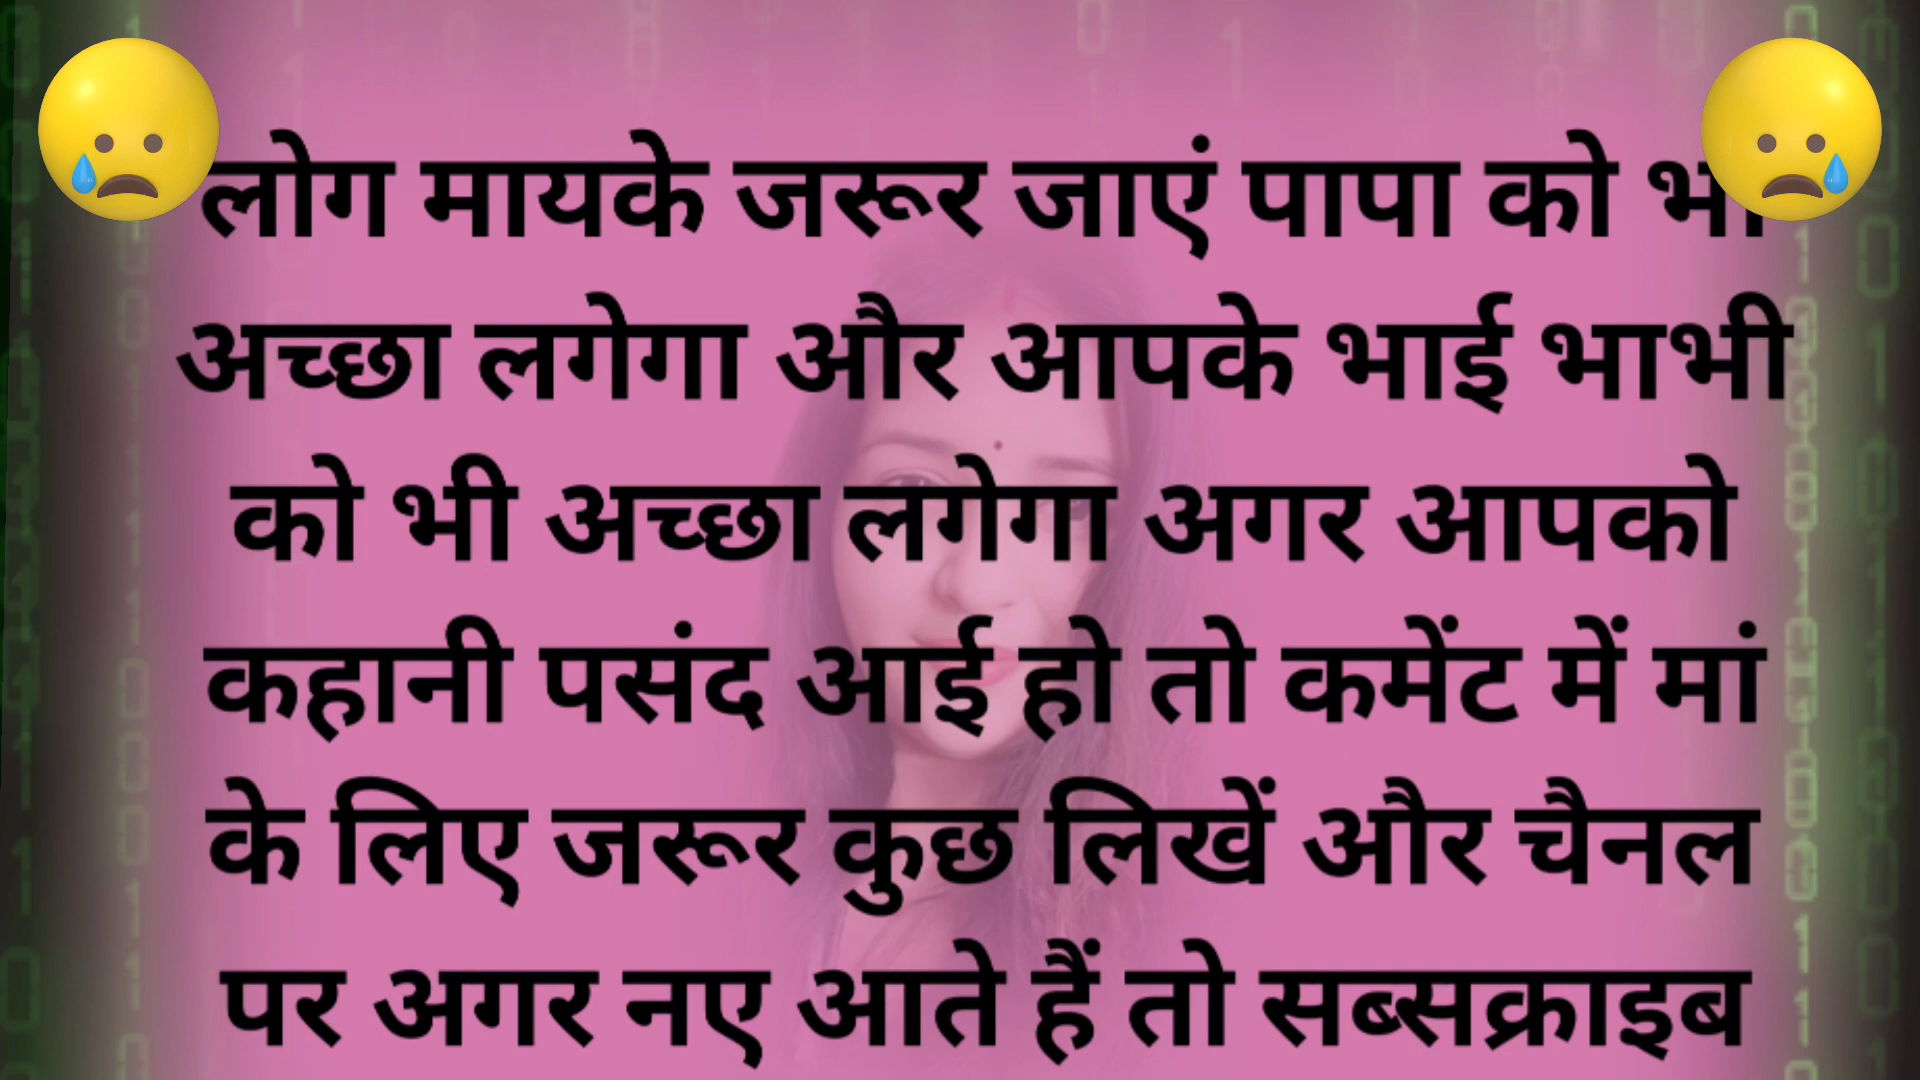 लोग मायके जरूर जाएं पापा को भी
अच्छा लगेगा और आपके भाई भाभी
को भी अच्छा लगेगा अगर आपको
कहानी पसंद आई हो तो कमेंट में मां
के लिए जरूर कुछ लिखें और चैनल
पर अगर नए आते हैं तो सब्सक्राइब